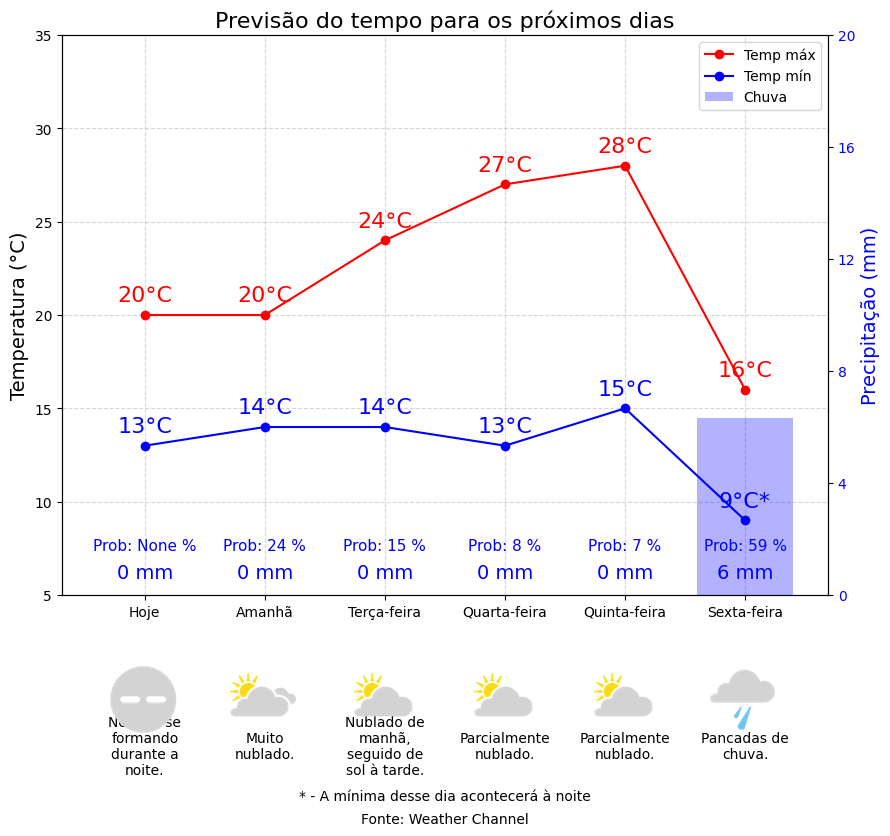 Previsão do tempo para os próximos dias
Temp máx
Temp mín
Chuva
Temperatura (°C)
Precipitação (mm)
35
30
25
20
15
10
5
20
16
12
8
4
0
20°C 20°C 24°C 27°C 28°C 16°C
13°C 14°C 14°C 13°C 15°C 9°C*
Prob: None % Prob: 24 % Prob: 15 % Prob: 8 % Prob: 7 % Prob: 59 %
0 mm 0 mm 0 mm 0 mm 0 mm 6 mm
Hoje Amanhã Terça-feira Quarta-feira Quinta-feira Sexta-feira
formando
durante a
noite.
Muito
nublado.
Nublado de
manhã,
seguido de
sol à tarde.
Parcialmente
nublado.
Parcialmente
nublado.
Pancadas de
chuva.
* - A mínima desse dia acontecerá à noite
Fonte: Weather Channel